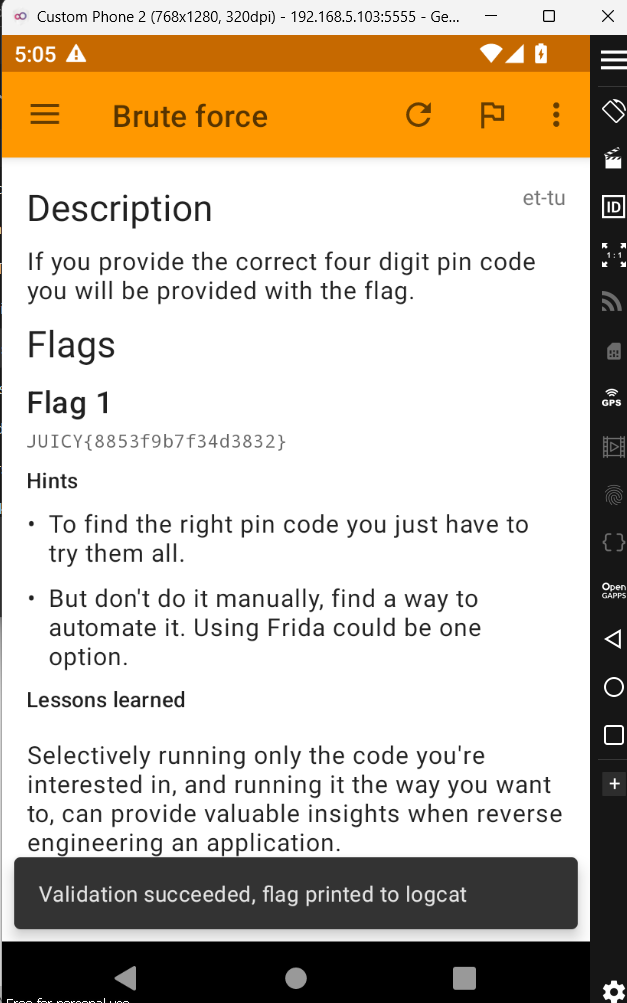 Custom Phone 2 (768x1280, 320dpi) - 192.168.5.103:5555 - Ge...
5:05
Brute force
Description
et-tu
If you provide the correct four digit pin code
you will be provided with the flag.
Flags
Flag 1
JUICY{8853f9b7f34d3832}
Hints
• To find the right pin code you just have to
try them all.
• But don't do it manually, find a way to
automate it. Using Frida could be one
option.
Lessons learned
Selectively running only the code you're
interested in, and running it the way you want
to, can provide valuable insights when reverse
engineering an application.
Validation succeeded, flag printed to logcat
Free for personal use
ID
1:1
GPS
Open
GAPPS